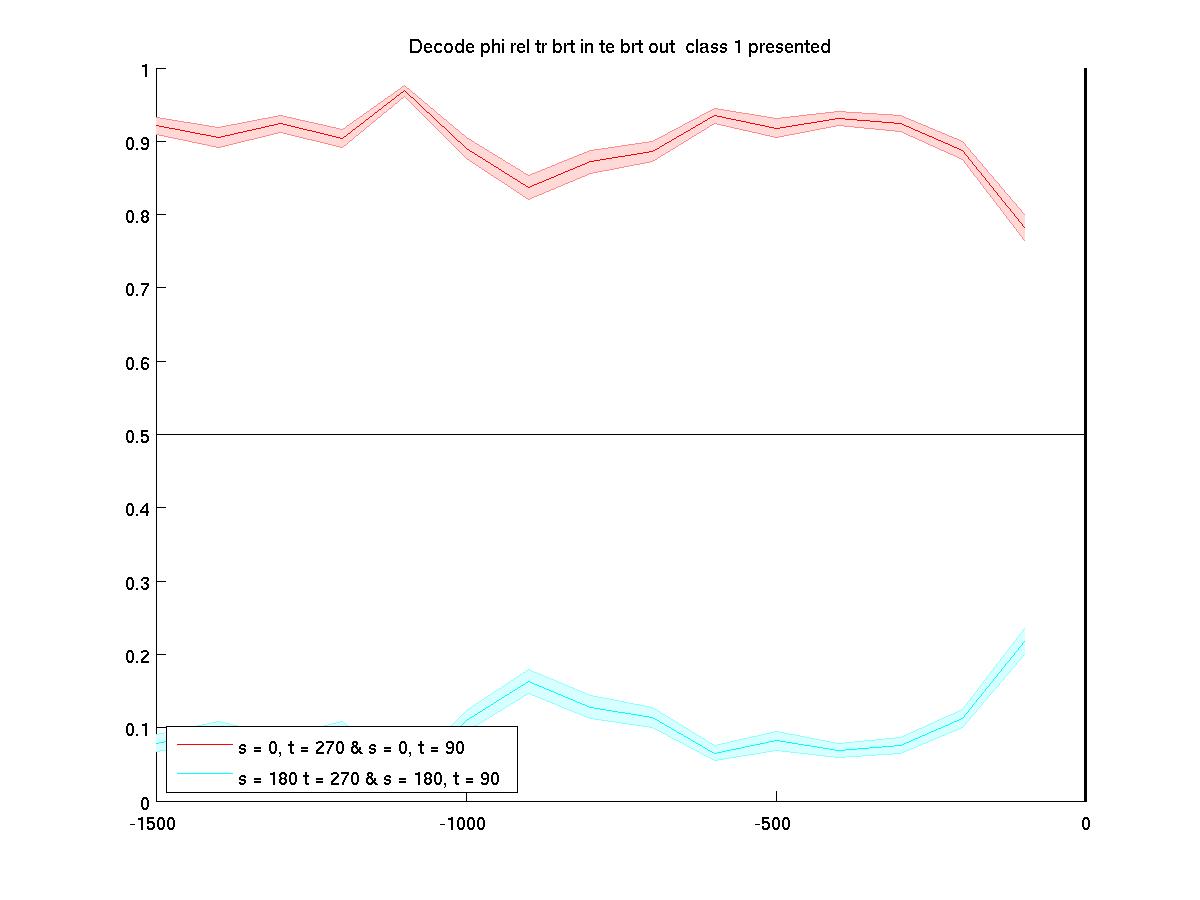 Decode phi rel tr brt in te brt out  class 1 presented
1
0.9
0.8
0.7
0.6
0.5
0.4
0.3
0.2
0.1
0
s = 0, t = 270 & s = 0, t = 90
s = 180 t = 270 & s = 180, t = 90
-1500 -1000 -500 0